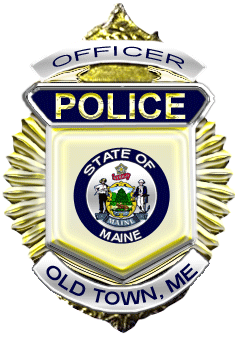 OFFICER
POLICE
STATE OF
MAINE
MAINE
OLD TOWN, ME